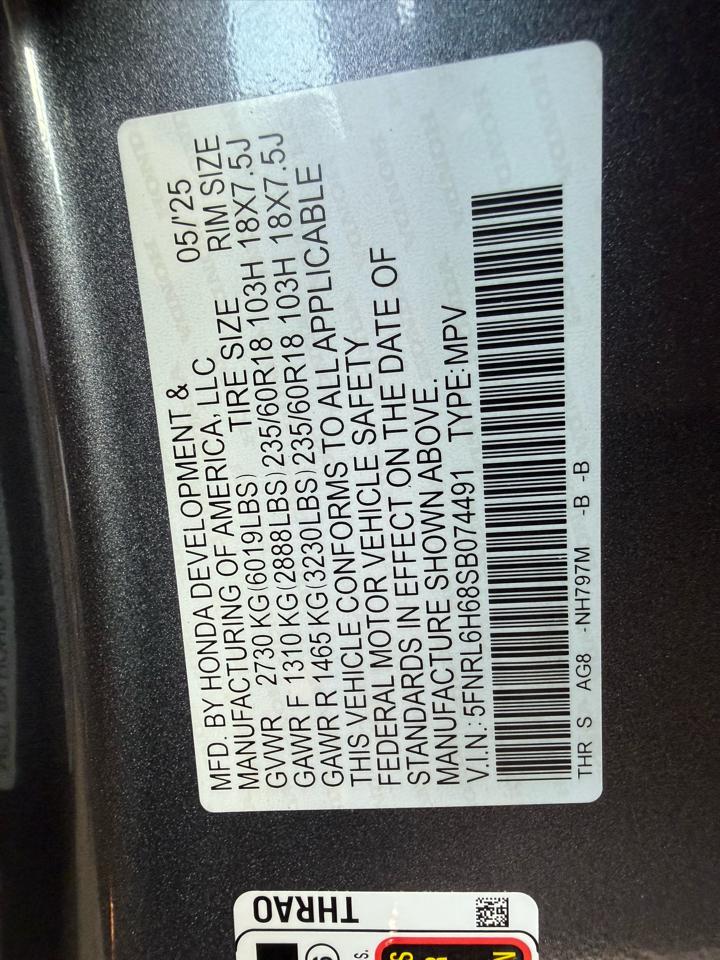 MFD. BY HONDA DEVELOPMENT & 05/'25
MANUFACTURING OF AMERICA, LLC
TIRE SIZE RIM SIZE
GVWR 2730 KG(6019LBS)
GAWR F 1310 KG(2888LBS) 235/60R18 103H 18X7.5J
GAWR R 1465 KG(3230LBS) 235/60R18 103H 18X7.5J
THIS VEHICLE CONFORMS TO ALL APPLICABLE
FEDERAL MOTOR VEHICLE SAFETY
STANDARDS IN EFFECT ON THE DATE OF
MANUFACTURE SHOWN ABOVE.
V.I.N.: 5FNRL6H68SB074491 TYPE:MPV
THR S AG8 -NH797M -B -B
THRAO